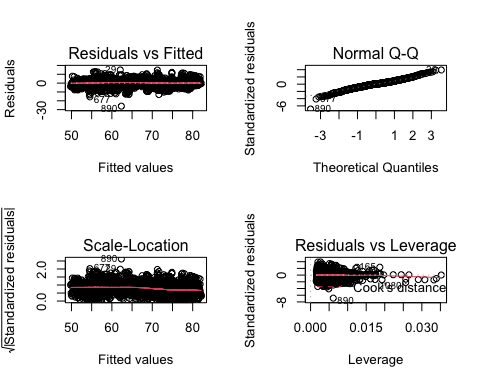 Residuals vs Fitted
Residuals
-30
0
29
677
890
50
60
70
80
Fitted values
Normal Q-Q
Standardized residuals
-6
0
890
-3
-1
1
2
3
Theoretical Quantiles
Scale-Location
√|Standardized residuals|
0.0
2.0
890
50
60
70
80
Fitted values
Residuals vs Leverage
Standardized residuals
-8
0
890
Cook's distance
0.000
0.015
0.030
Leverage